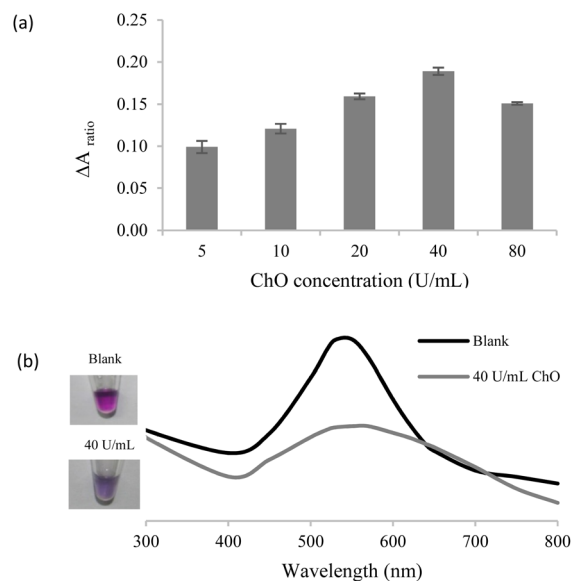 (a)
0.25
0.20
0.15
0.10
0.05
0.00
ΔA ratio
5 10 20 40 80
ChO concentration (U/mL)
(b)
Blank
40 U/mL
Blank
40 U/mL ChO
300 400 500 600 700 800
Wavelength (nm)